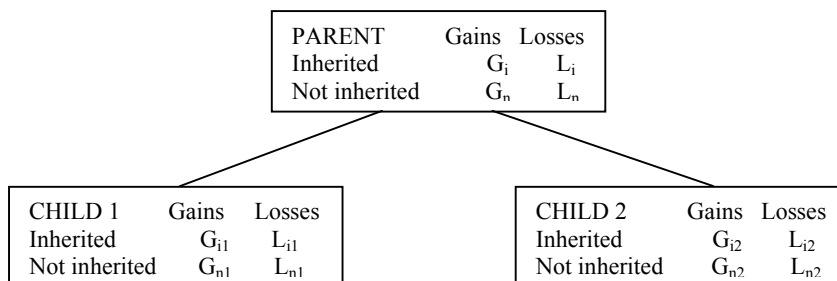 PARENT Gains Losses
Inherited Gi Li
Not inherited Gn Ln
CHILD 1 Gains Losses
Inherited Gi1 Li1
Not inherited Gn1 Ln1
CHILD 2 Gains Losses
Inherited Gi2 Li2
Not inherited Gn2 Ln2